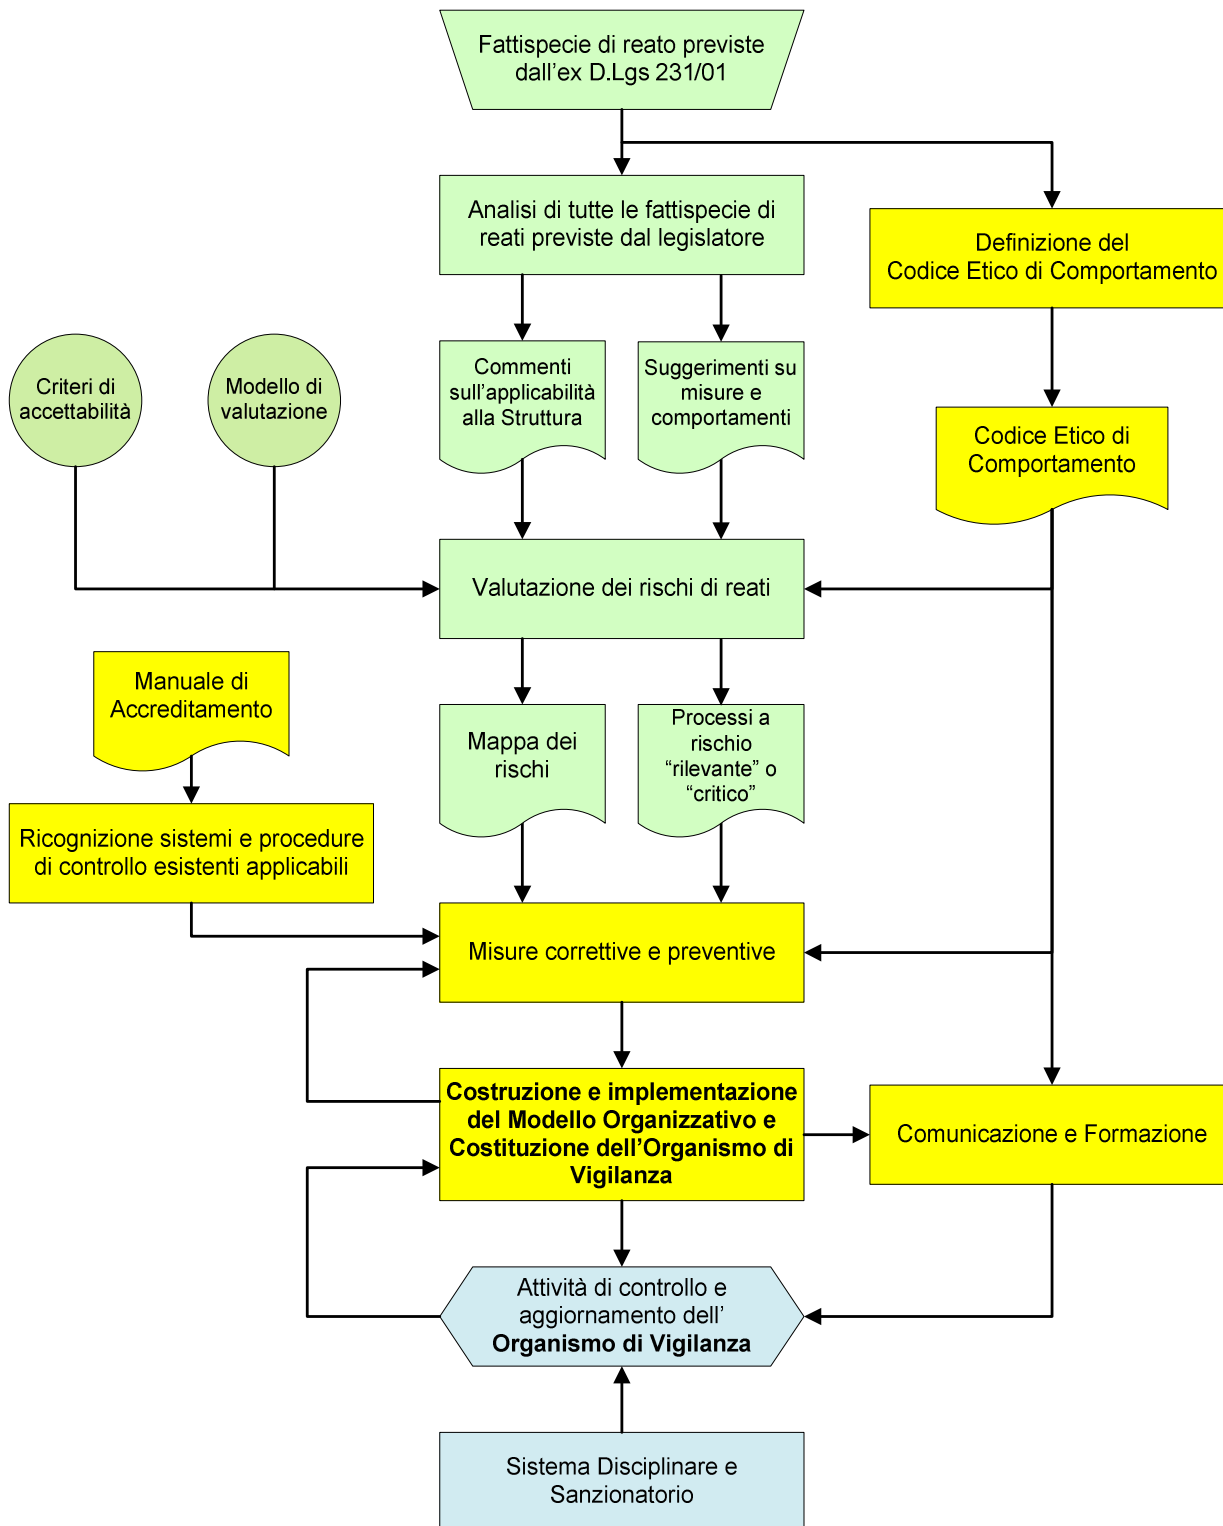 Fattispecie di reato previste
dall'ex D.Lgs 231/01
Analisi di tutte le fattispecie di
reati previste dal legislatore
Definizione del
Codice Etico di Comportamento
Criteri di
accettabilità
Modello di
valutazione
Commenti
sull'applicabilità
alla Struttura
Suggerimenti su
misure e
comportamenti
Codice Etico di
Comportamento
Valutazione dei rischi di reati
Manuale di
Accreditamento
Mappa dei
rischi
Processi a
rischio
“rilevante” o
“critico”
Ricognizione sistemi e procedure
di controllo esistenti applicabili
Misure correttive e preventive
Costruzione e implementazione
del Modello Organizzativo e
Costituzione dell'Organismo di
Vigilanza
Comunicazione e Formazione
Attività di controllo e
aggiornamento dell'
Organismo di Vigilanza
Sistema Disciplinare e
Sanzionatorio